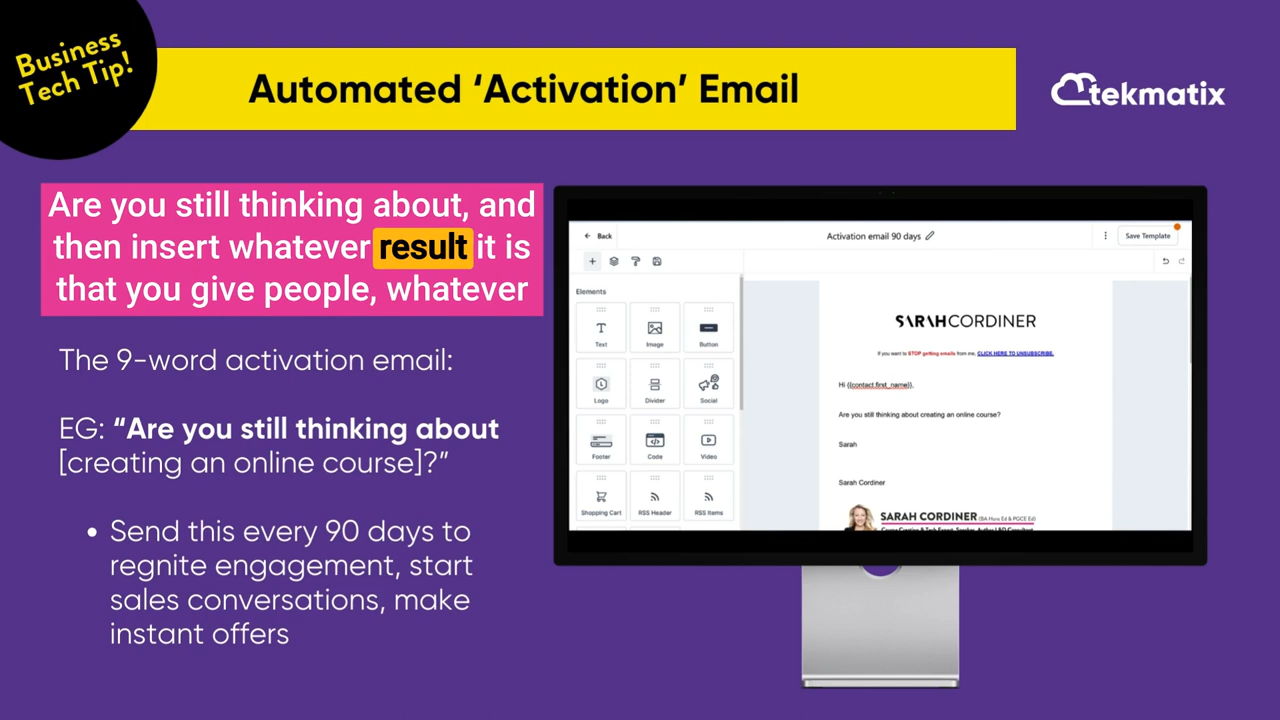 Business
Tech Tip!
Automated ‘Activation’ Email
tekmatix
Are you still thinking about, and
then insert whatever result it is
that you give people, whatever
The 9-word activation email:
EG: “Are you still thinking about
[creating an online course]?”
• Send this every 90 days to
regnite engagement, start
sales conversations, make
instant offers
Back
Activation email 90 days
Save Template
Elements
Text
Image
Button
Logo
Divider
Social
Footer
Code
Video
Shopping Cart
RSS Header
RSS Items
SARAHCORDINER
If you want to STOP getting emails from me, CLICK HERE TO UNSUBSCRIBE.
Hi {{contact.first_name}},
Are you still thinking about creating an online course?
Sarah
Sarah Cordiner
SARAH CORDINER (BA Hons Ed & PGCE Ed)